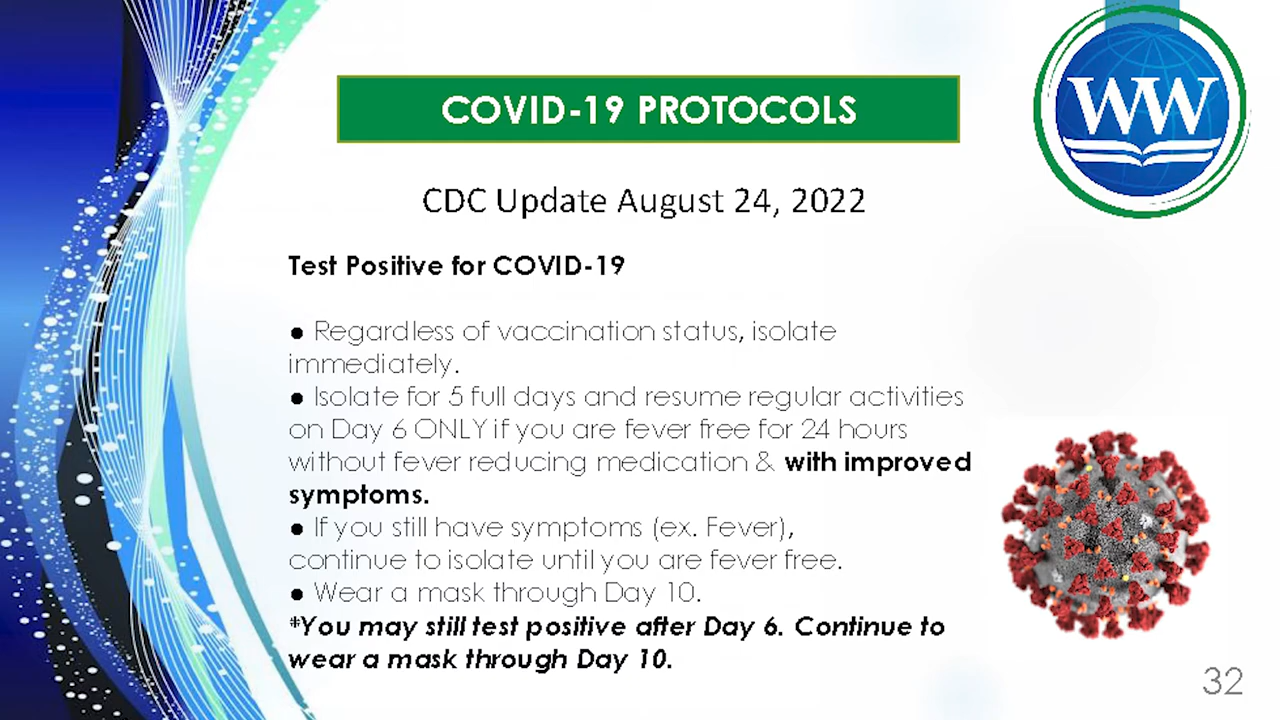 WW
COVID-19 PROTOCOLS
CDC Update August 24, 2022
Test Positive for COVID-19
● Regardless of vaccination status, isolate
immediately.
● Isolate for 5 full days and resume regular activities
on Day 6 ONLY if you are fever free for 24 hours
without fever reducing medication & with improved
symptoms.
● If you still have symptoms (ex. Fever),
continue to isolate until you are fever free.
● Wear a mask through Day 10.
*You may still test positive after Day 6. Continue to
wear a mask through Day 10.
32